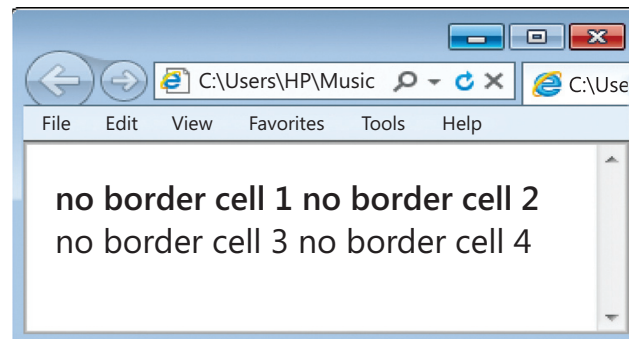 C:\Users\HP\Music C:\Use
File Edit View Favorites Tools Help
no border cell 1 no border cell 2
no border cell 3 no border cell 4